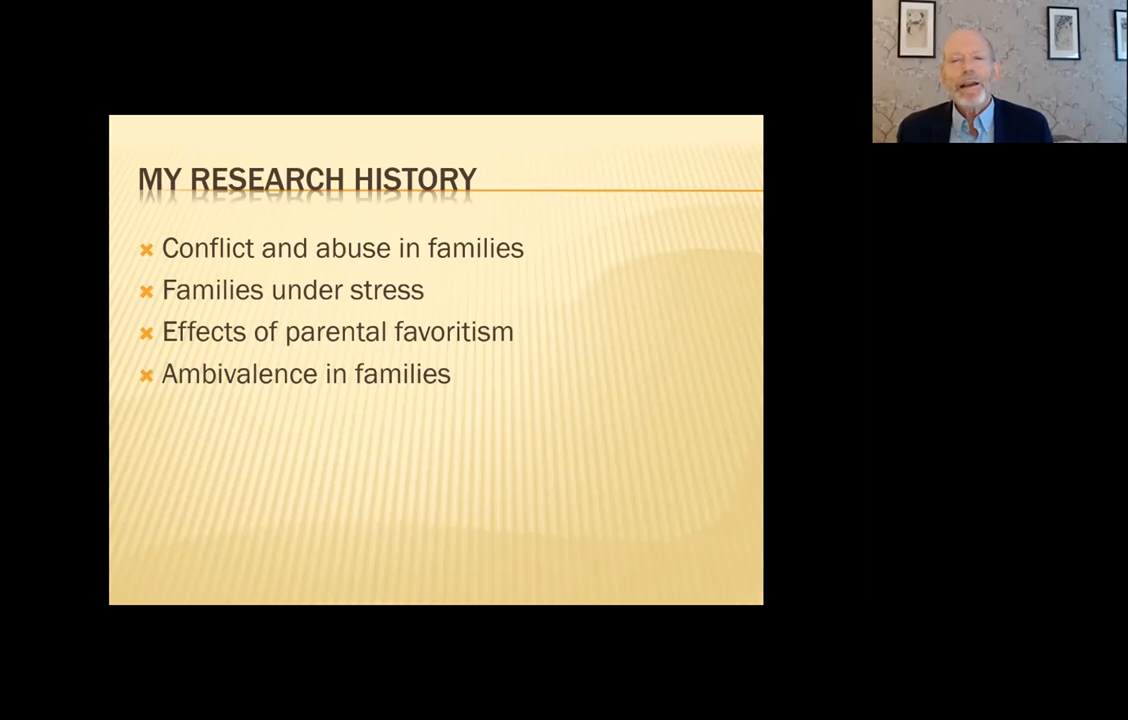 MY RESEARCH HISTORY
Conflict and abuse in families
Families under stress
Effects of parental favoritism
Ambivalence in families